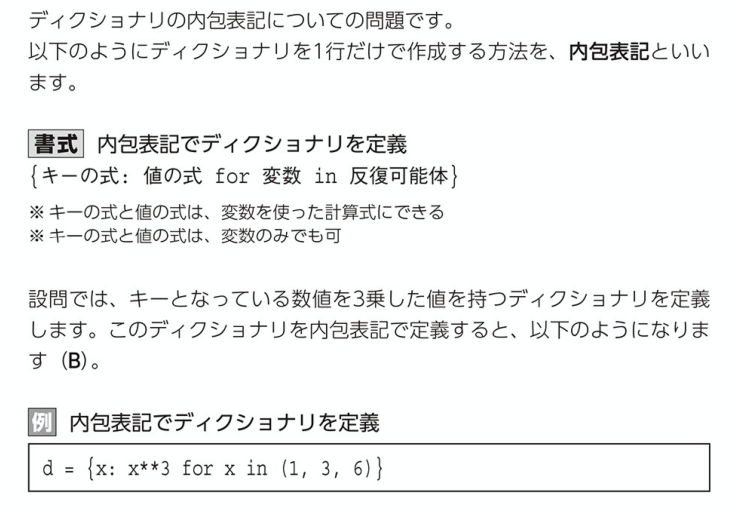 ディクショナリの内包表記についての問題です。
以下のようにディクショナリを1行だけで作成する方法を、内包表記といい
ます。
書式 内包表記でディクショナリを定義
{キーの式: 値の式 for 変数 in 反復可能体}
※ キーの式と値の式は、変数を使った計算式にできる
※ キーの式と値の式は、変数のみでも可
設問では、キーとなっている数値を3乗した値を持つディクショナリを定義
します。このディクショナリを内包表記で定義すると、以下のようになりま
す（B）。
例 内包表記でディクショナリを定義
d = {x: x**3 for x in (1, 3, 6)}